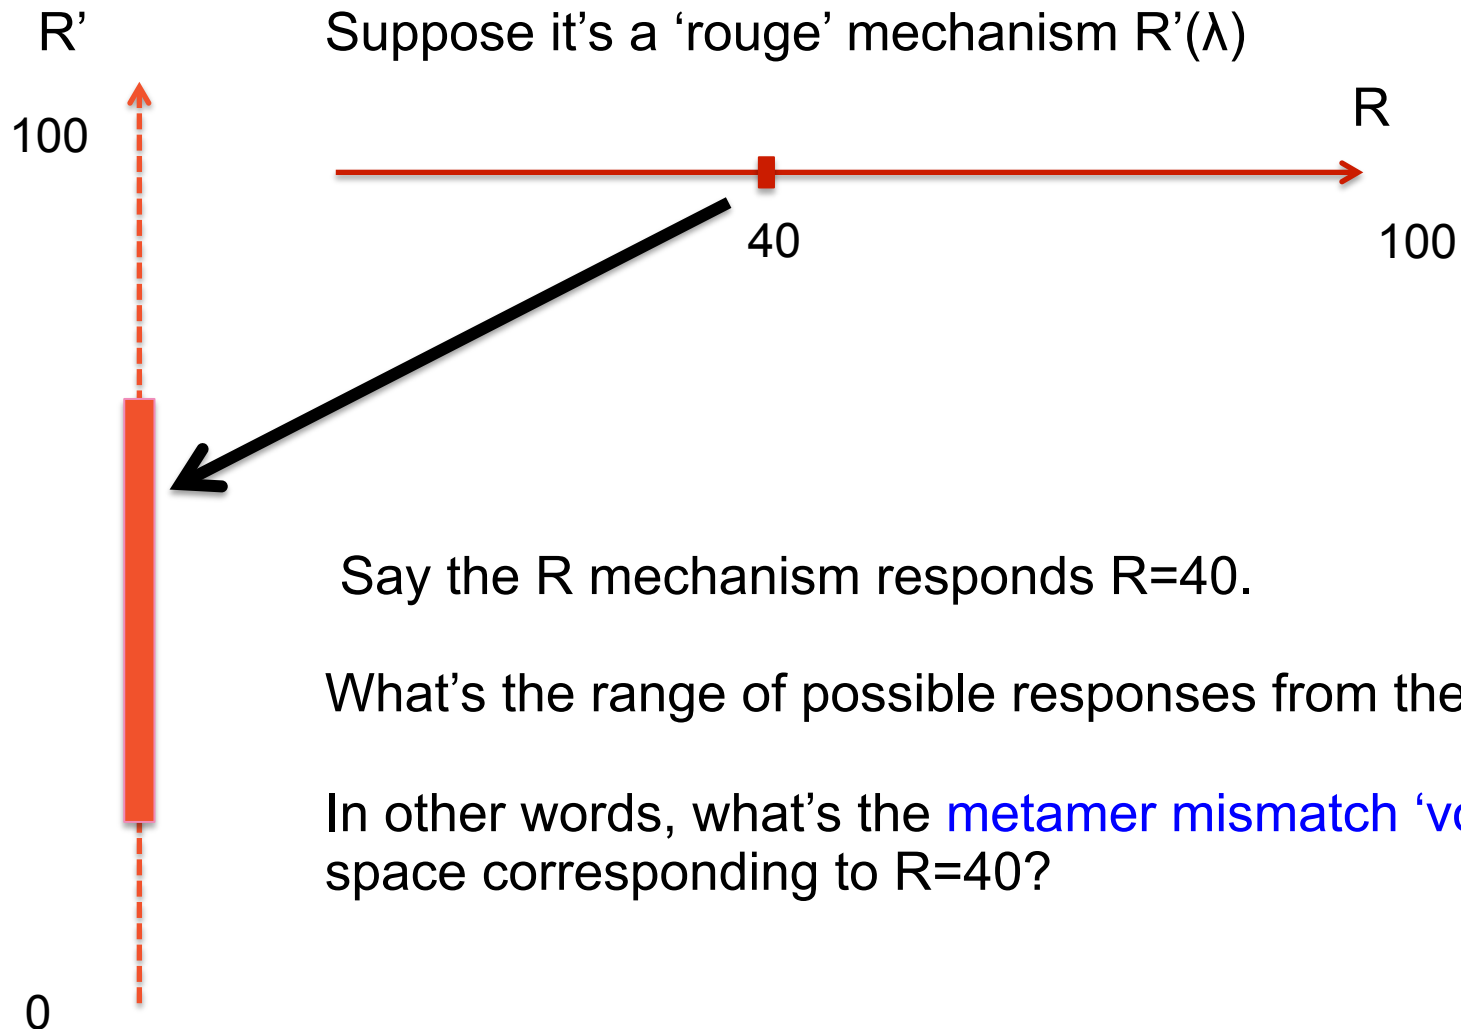 R’
Suppose it’s a ‘rouge’ mechanism R’(λ)
R
100
40
100
Say the R mechanism responds R=40.
What’s the range of possible responses from the
In other words, what’s the metamer mismatch
space corresponding to R=40?
0